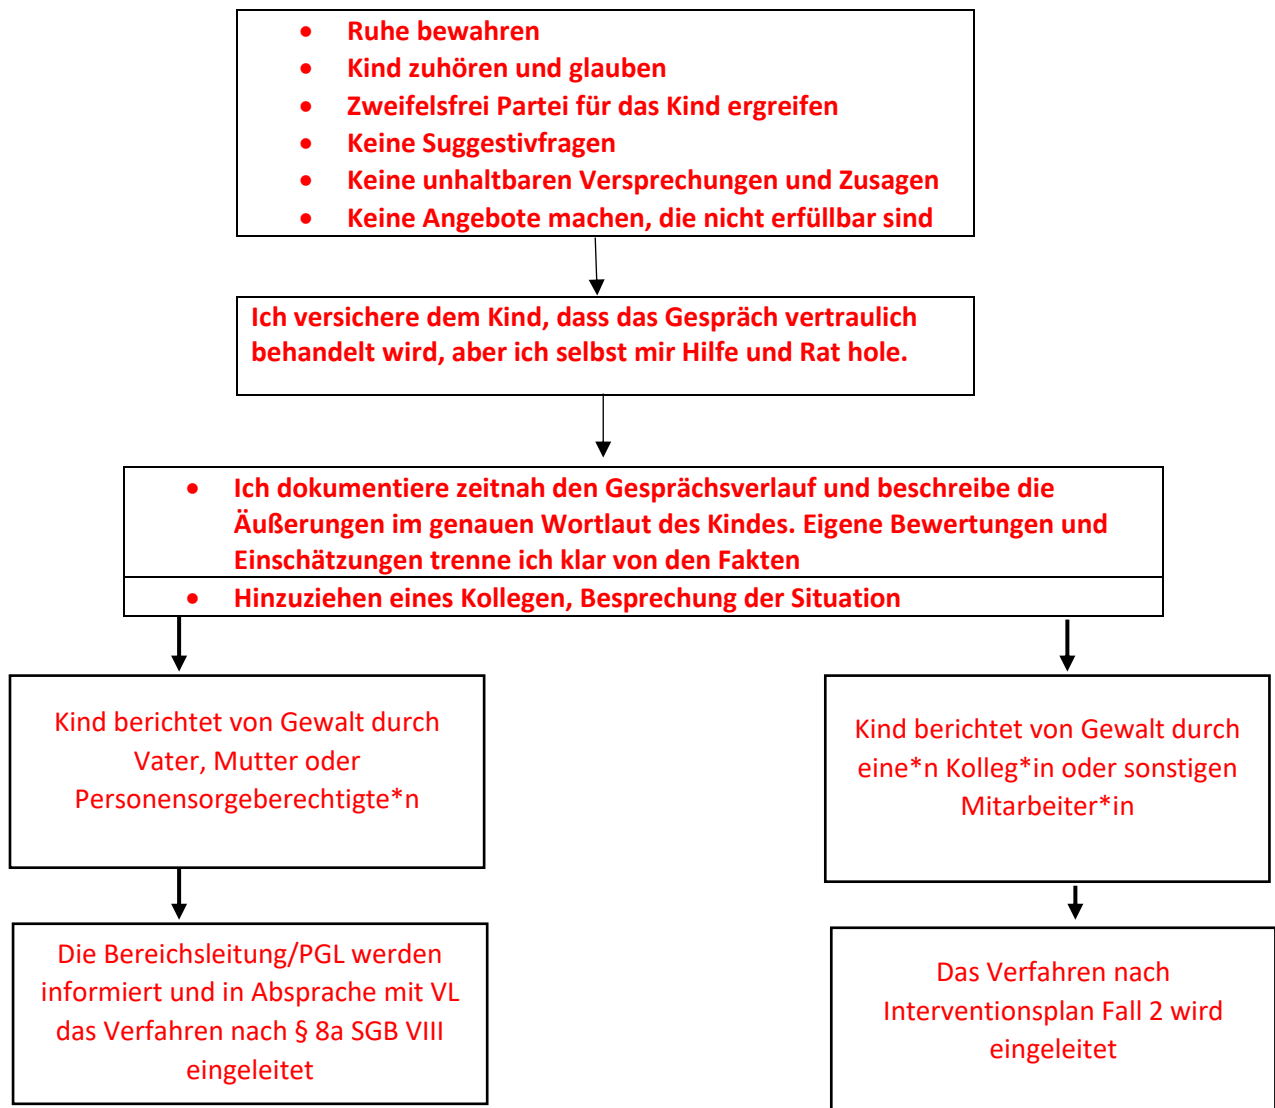 • Ruhe bewahren
• Kind zuhören und glauben
• Zweifelsfrei Partei für das Kind ergreifen
• Keine Suggestivfragen
• Keine unhaltbaren Versprechungen und Zusagen
• Keine Angebote machen, die nicht erfüllbar sind
Ich versichere dem Kind, dass das Gespräch vertraulich
behandelt wird, aber ich selbst mir Hilfe und Rat hole.
• Ich dokumentiere zeitnah den Gesprächsverlauf und beschreibe die
Äußerungen im genauen Wortlaut des Kindes. Eigene Bewertungen und
Einschätzungen trenne ich klar von den Fakten
• Hinzuziehen eines Kollegen, Besprechung der Situation
Kind berichtet von Gewalt durch
Vater, Mutter oder
Personensorgeberechtigte*n
Kind berichtet von Gewalt durch
eine*n Kolleg*in oder sonstigen
Mitarbeiter*in
Die Bereichsleitung/PGL werden
informiert und in Absprache mit VL
das Verfahren nach § 8a SGB VIII
eingeleitet
Das Verfahren nach
Interventionsplan Fall 2 wird
eingeleitet